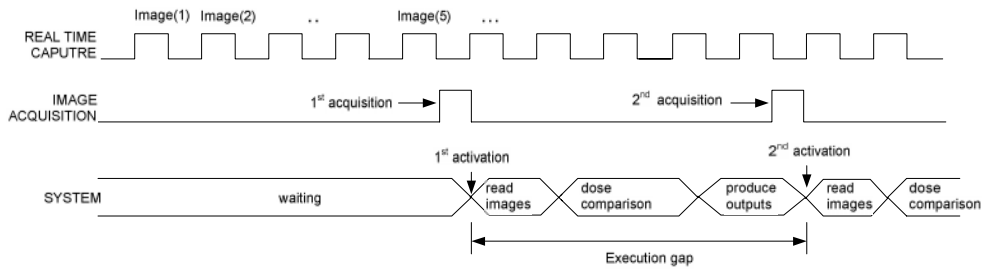 Image(1) Image(2) .. Image(5) ...
REAL TIME
CAPUTRE
IMAGE
ACQUISITION
1st acquisition
2nd acquisition
1st activation
2nd activation
SYSTEM
waiting
read
images
dose
comparison
produce
outputs
read
images
dose
comparison
Execution gap